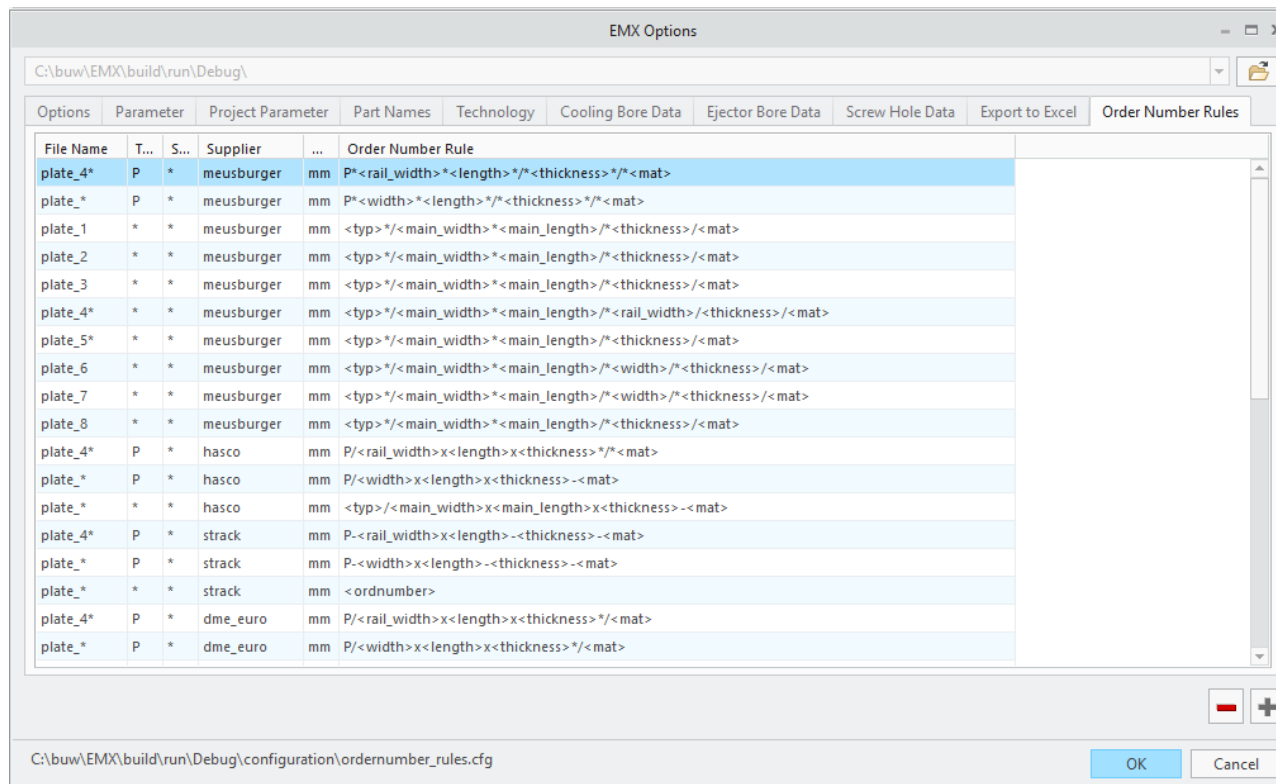 EMX Options
C:\buw\EMX\build\run\Debug\
Options Parameter Project Parameter Part Names Technology Cooling Bore Data Ejector Bore Data Screw Hole Data Export to Excel Order Number Rules
File Name T... S... Supplier ... Order Number Rule
plate_4* P * meusburger mm P*<rail_width>*<length>*/*<thickness>*/*<mat>
plate_* P * meusburger mm P*<width>*<length>*/*<thickness>*/*<mat>
plate_1 * * meusburger mm <typ>*/<main_width>*<main_length>/*<thickness>/<mat>
plate_2 * * meusburger mm <typ>*/<main_width>*<main_length>/*<thickness>/<mat>
plate_3 * * meusburger mm <typ>*/<main_width>*<main_length>/*<thickness>/<mat>
plate_4* * * meusburger mm <typ>*/<main_width>*<main_length>/*<rail_width>/<thickness>/<mat>
plate_5* * * meusburger mm <typ>*/<main_width>*<main_length>/*<thickness>/<mat>
plate_6 * * meusburger mm <typ>*/<main_width>*<main_length>/*<width>/*<thickness>/<mat>
plate_7 * * meusburger mm <typ>*/<main_width>*<main_length>/*<width>/*<thickness>/<mat>
plate_8 * * meusburger mm <typ>*/<main_width>*<main_length>/*<thickness>/<mat>
plate_4* P * hasco mm P/<rail_width>x<length>x<thickness>*/*<mat>
plate_* P * hasco mm P/<width>x<length>x<thickness>-<mat>
plate_* * * hasco mm <typ>/<main_width>x<main_length>x<thickness>-<mat>
plate_4* P * strack mm P-<rail_width>x<length>-<thickness>-<mat>
plate_* P * strack mm P-<width>x<length>-<thickness>-<mat>
plate_* * * strack mm <ordnumber>
plate_4* P * dme_euro mm P/<rail_width>x<length>x<thickness>*/<mat>
plate_* P * dme_euro mm P/<width>x<length>x<thickness>*/<mat>
C:\buw\EMX\build\run\Debug\configuration\ordernumber_rules.cfg
OK Cancel